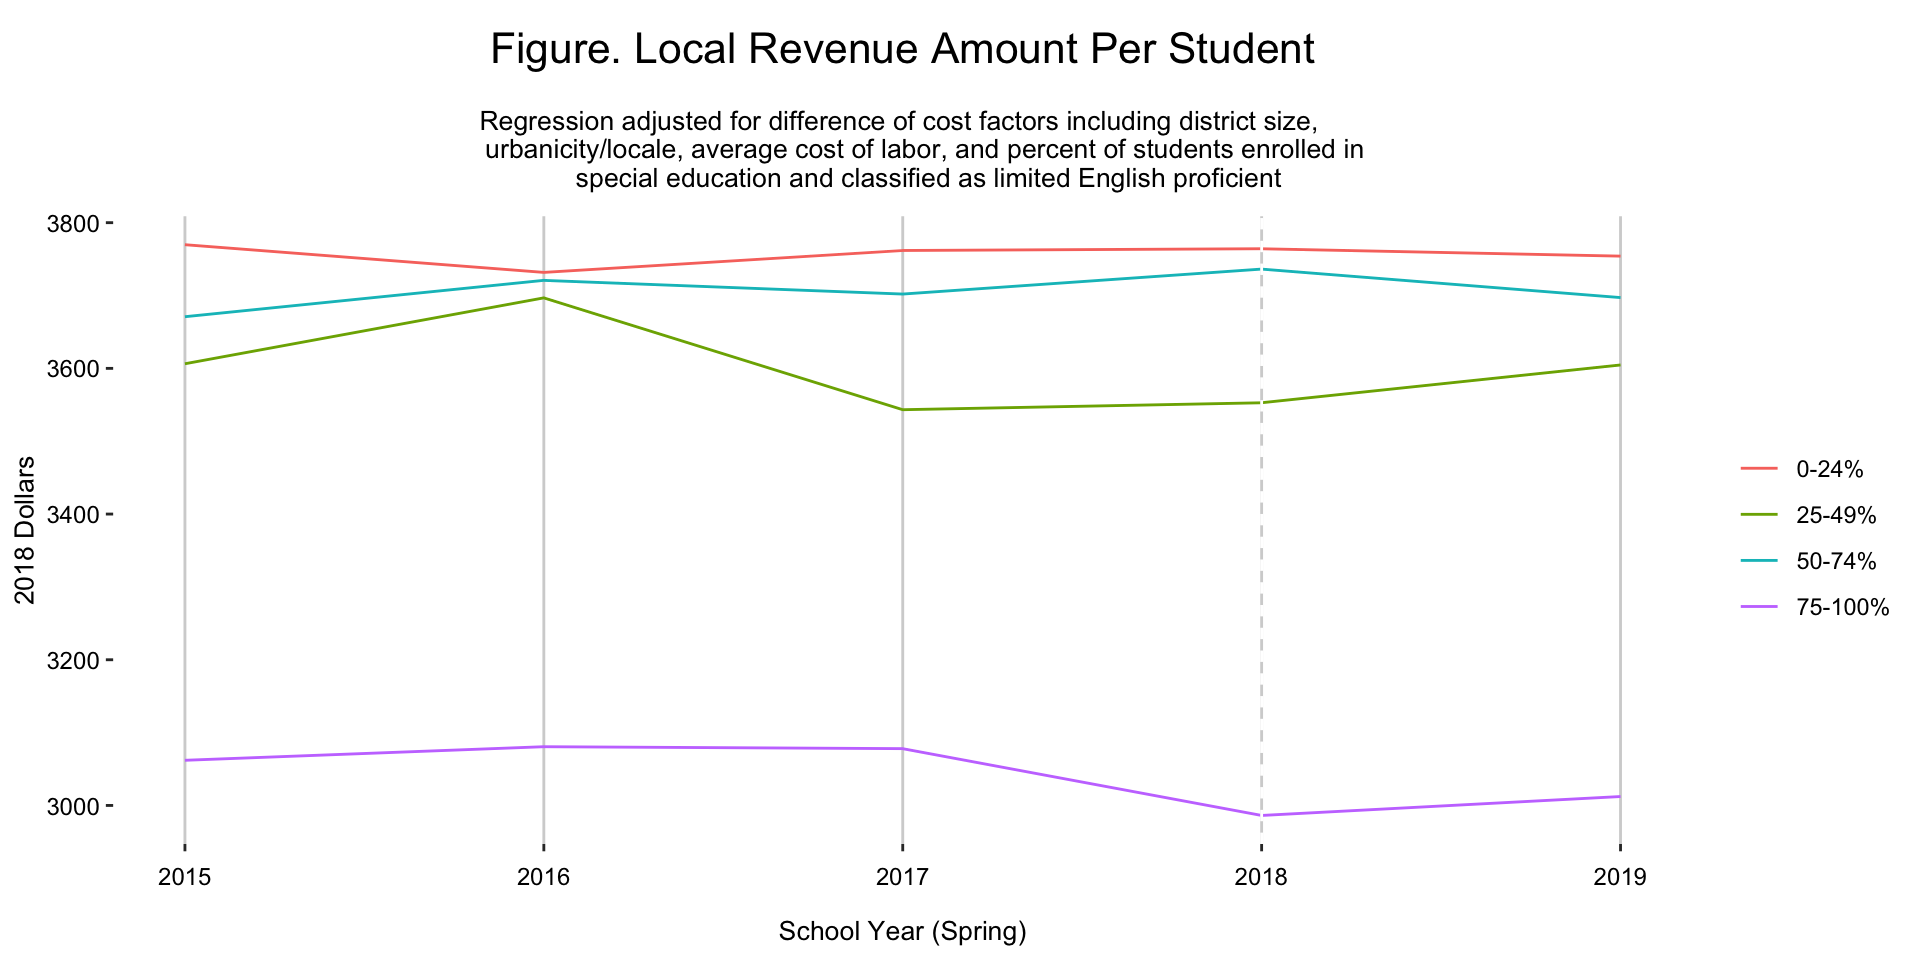 Figure. Local Revenue Amount Per Student
Regression adjusted for difference of cost factors including district size,
urbanicity/locale, average cost of labor, and percent of students enrolled in
special education and classified as limited English proficient
3800
3600
3400
3200
3000
2018 Dollars
0-24%
25-49%
50-74%
75-100%
2015
2016
2017
2018
2019
School Year (Spring)